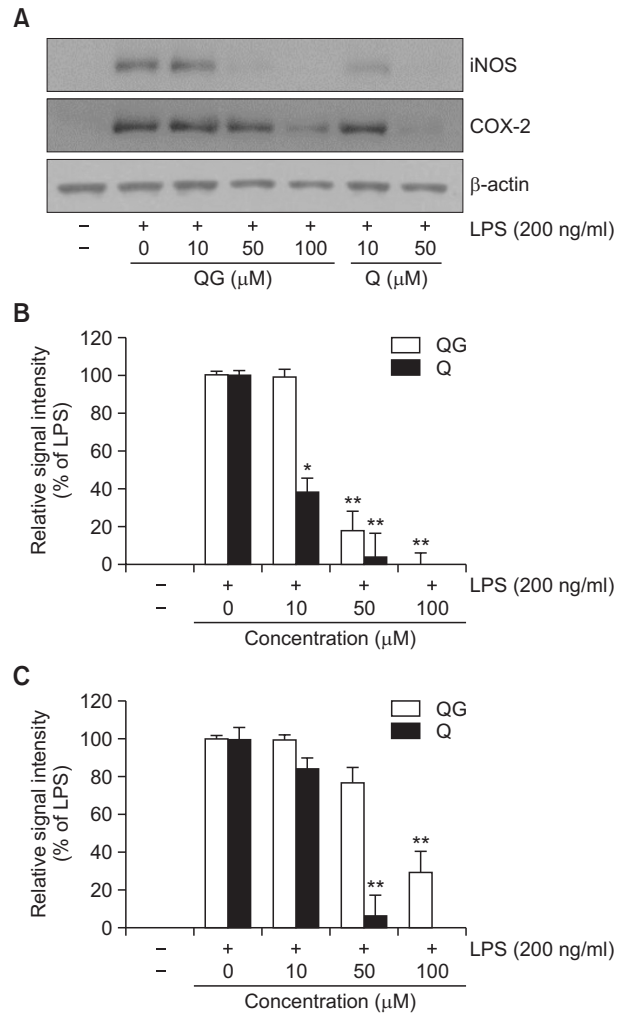 A
iNOS
COX-2
β-actin
– + + + + + + LPS (200 ng/ml)
– 0 10 50 100 10 50
QG (μM) Q (μM)
B
120
100
80
60
40
20
0
Relative signal intensity
(% of LPS)
QG
Q
*
**
**
**
– + + + + LPS (200 ng/ml)
– 0 10 50 100
Concentration (μM)
C
120
100
80
60
40
20
0
Relative signal intensity
(% of LPS)
QG
Q
**
**
– + + + + LPS (200 ng/ml)
– 0 10 50 100
Concentration (μM)